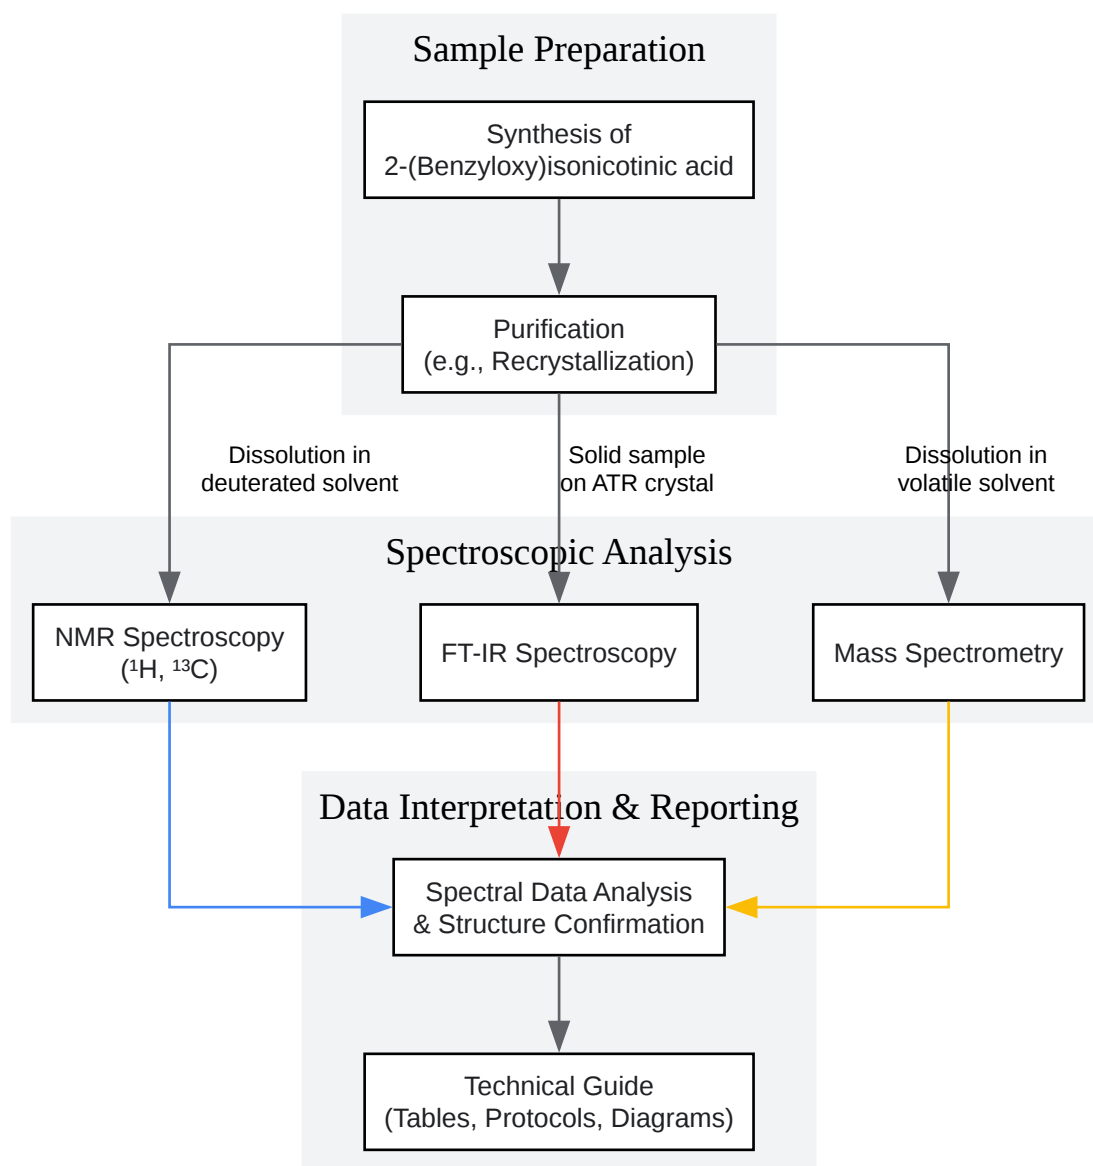 Sample Preparation
Synthesis of
2-(Benzyloxy)isonicotinic acid
Purification
(e.g., Recrystallization)
Dissolution in
deuterated solvent
Solid sample
on ATR crystal
Dissolution in
volatile solvent
Spectroscopic Analysis
NMR Spectroscopy
(¹H, ¹³C)
FT-IR Spectroscopy
Mass Spectrometry
Data Interpretation & Reporting
Spectral Data Analysis
& Structure Confirmation
Technical Guide
(Tables, Protocols, Diagrams)